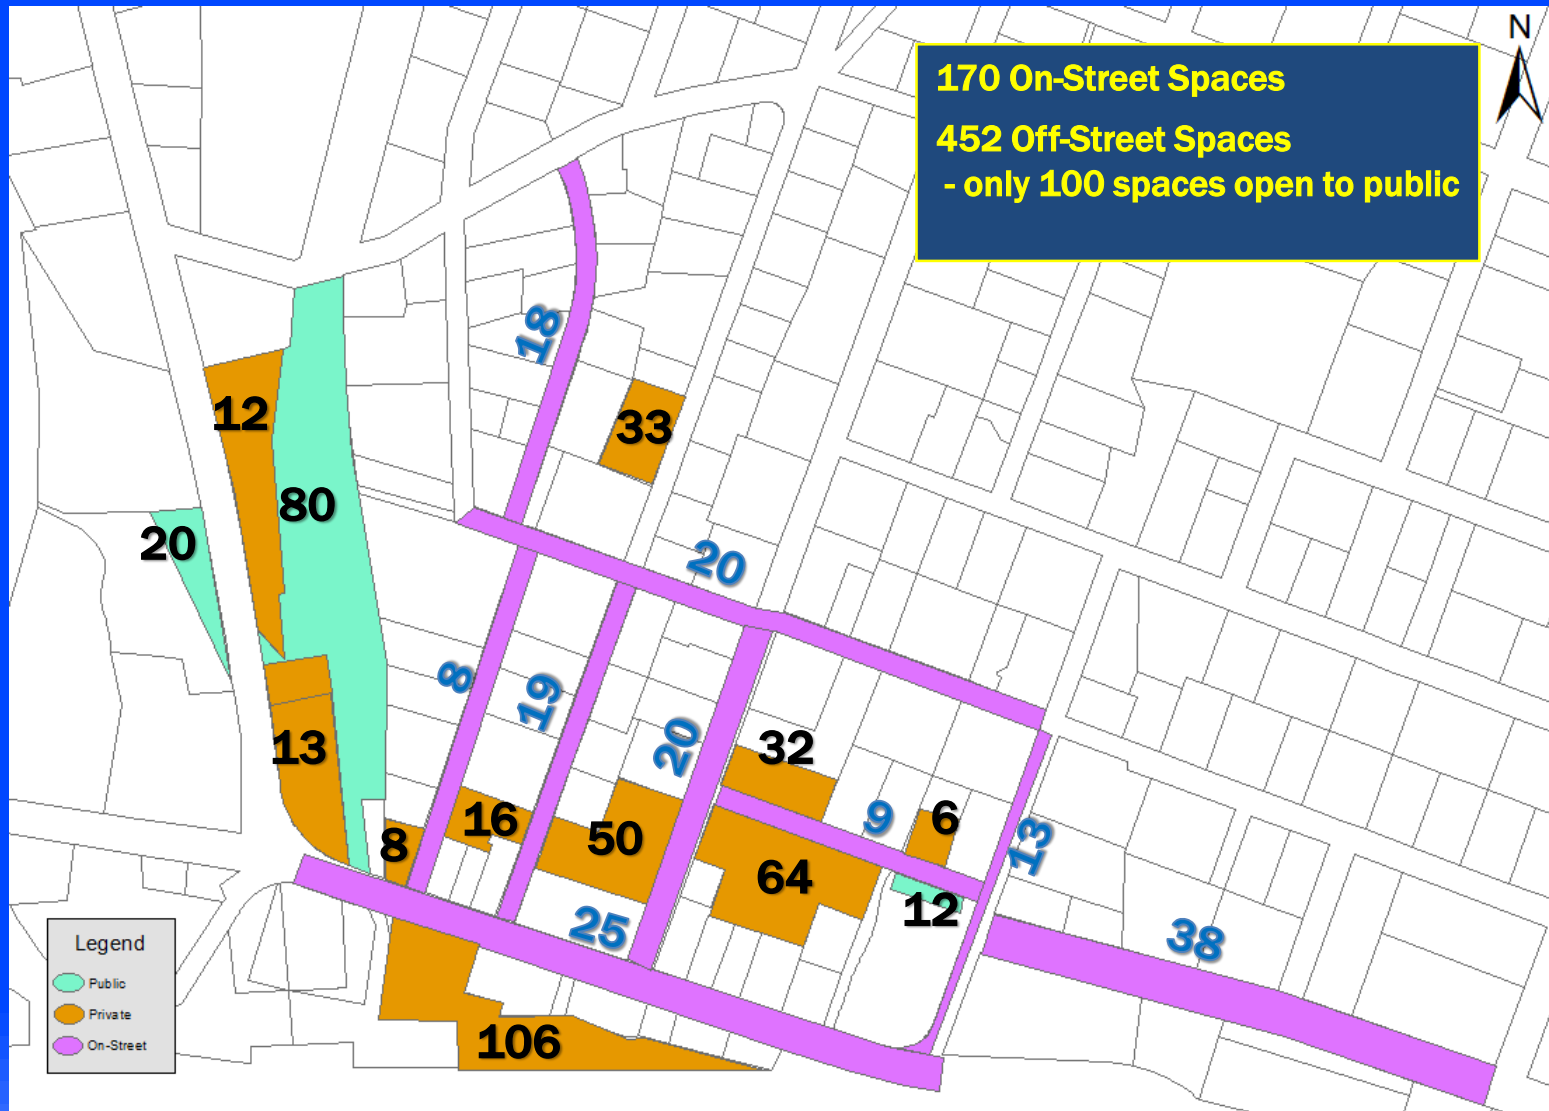 N
170 On-Street Spaces
452 Off-Street Spaces
- only 100 spaces open to public
18
12
33
80
20
20
8
19
20
32
13
16
50
9
6
13
8
64
12
25
38
106
Legend
Public
Private
On-Street